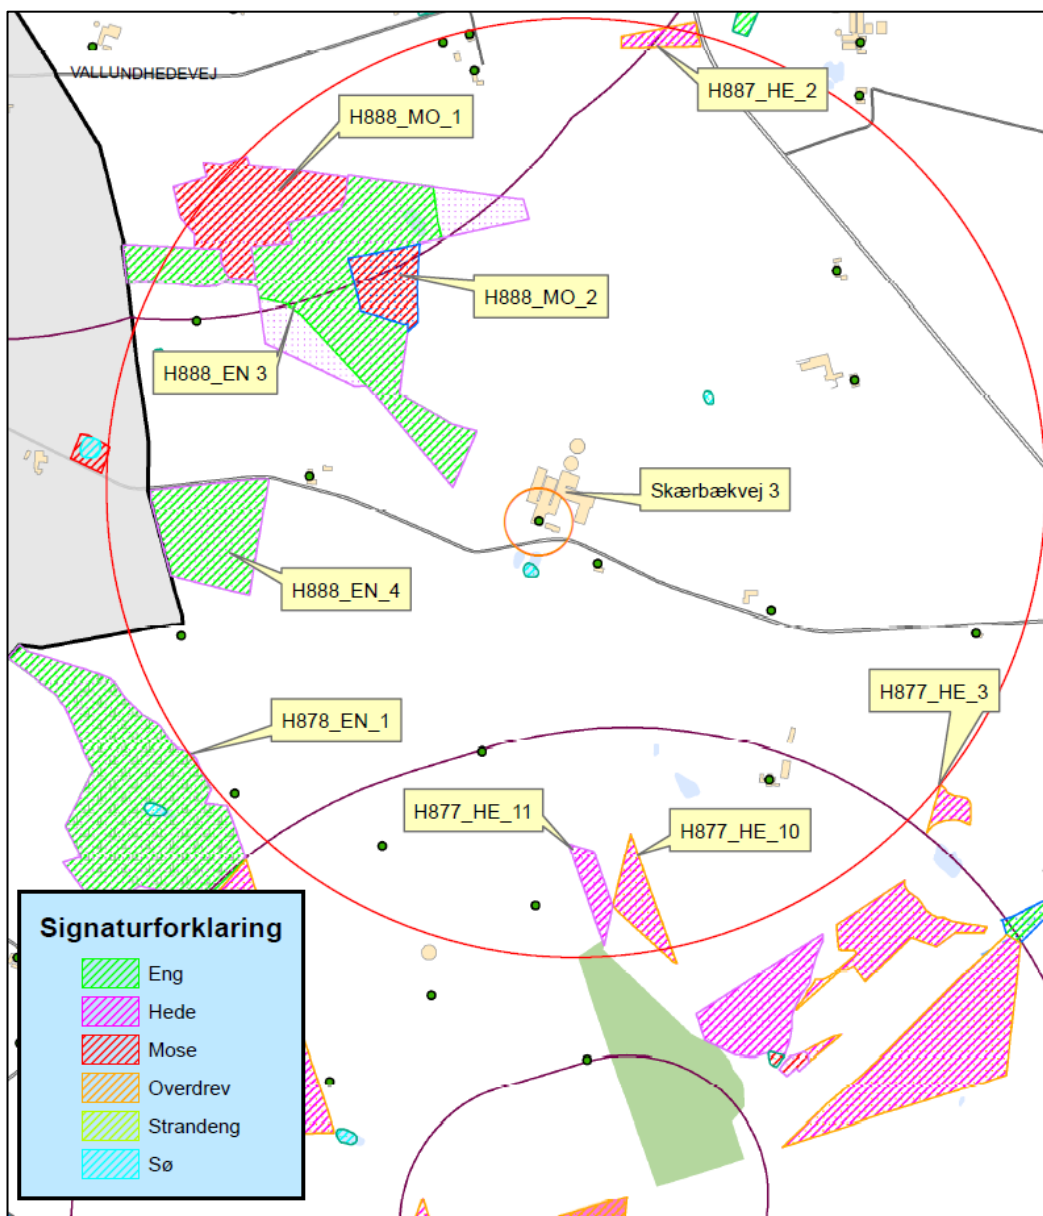 VALLUNDHEDEVEJ
H887_HE_2
H888_MO_1
H888_MO_2
H888_EN 3
Skærbækvej 3
H888_EN_4
H877_HE_3
H878_EN_1
H877_HE_11
H877_HE_10
Signaturforklaring
Eng
Hede
Mose
Overdrev
Strandeng
Sø